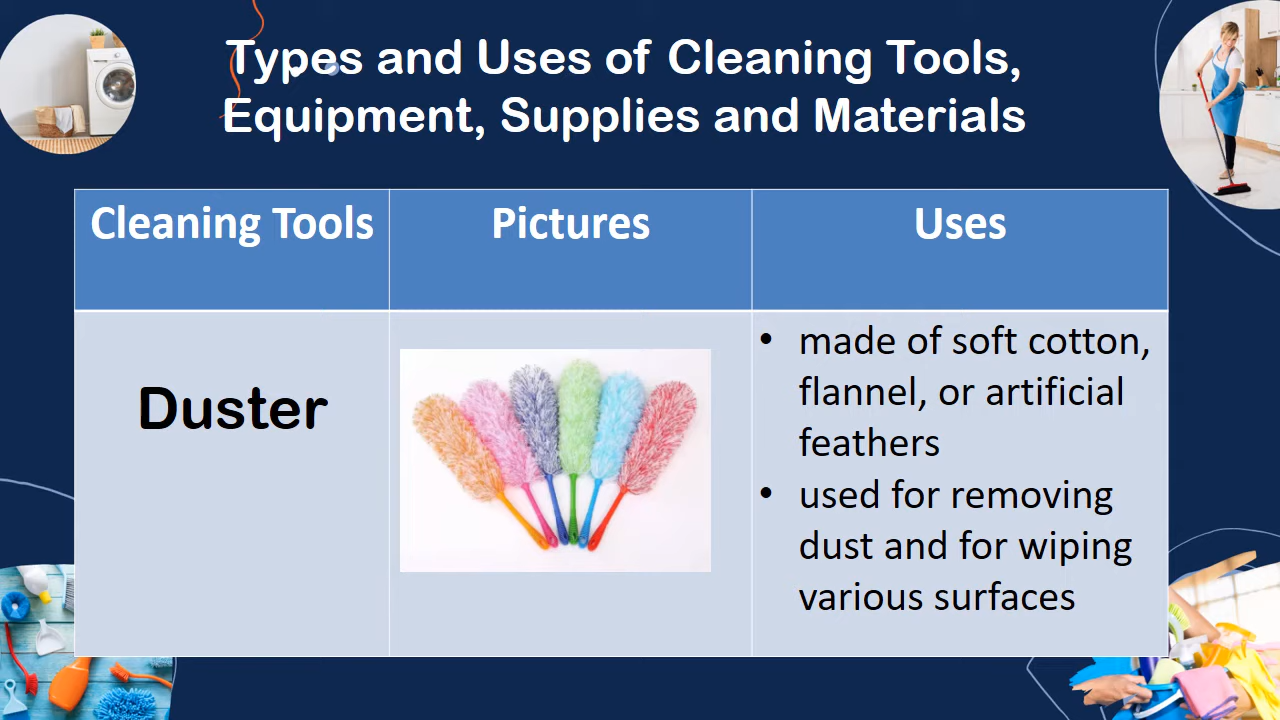 Types and Uses of Cleaning Tools,
Equipment, Supplies and Materials
Cleaning Tools
Pictures
Uses
Duster
• made of soft cotton,
flannel, or artificial
feathers
• used for removing
dust and for wiping
various surfaces